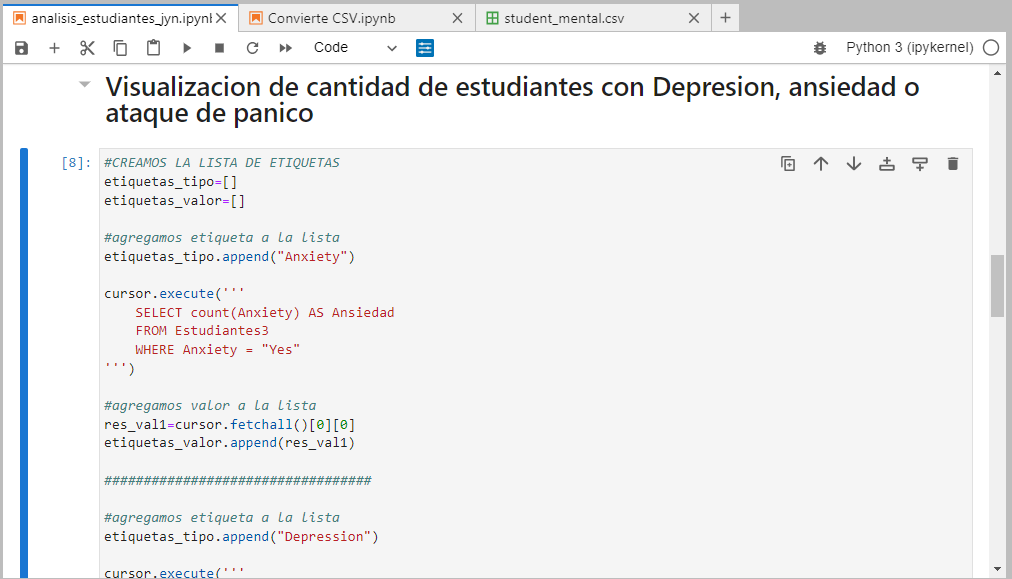 analisis_estudiantes_jyn.ipynb
Convierte CSV.ipynb
student_mental.csv
Code
Python 3 (ipykernel)
Visualizacion de cantidad de estudiantes con Depresion, ansiedad o
ataque de panico
[8]:
#CREAMOS LA LISTA DE ETIQUETAS
etiquetas_tipo=[]
etiquetas_valor=[]
#agregamos etiqueta a la lista
etiquetas_tipo.append("Anxiety")
cursor.execute('''
SELECT count(Anxiety) AS Ansiedad
FROM Estudiantes3
WHERE Anxiety = "Yes"
''')
#agregamos valor a la lista
res_val1=cursor.fetchall()[0][0]
etiquetas_valor.append(res_val1)
##################################
#agregamos etiqueta a la lista
etiquetas_tipo.append("Depression")
cursor.execute('''